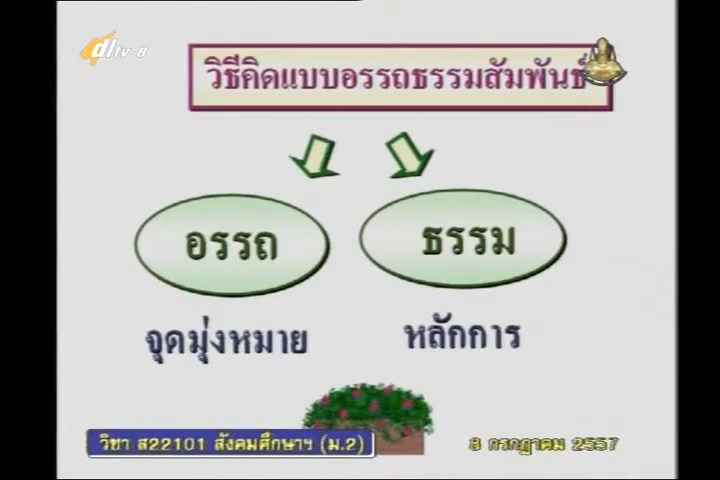 dltv 8
วิธีคิดแบบอรรถธรรมสัมพันธ์
อรรถ
ธรรม
จุดมุ่งหมาย
หลักการ
วิชา ส22101 สังคมศึกษาฯ (ม.2)
8 กรกฎาคม 2557